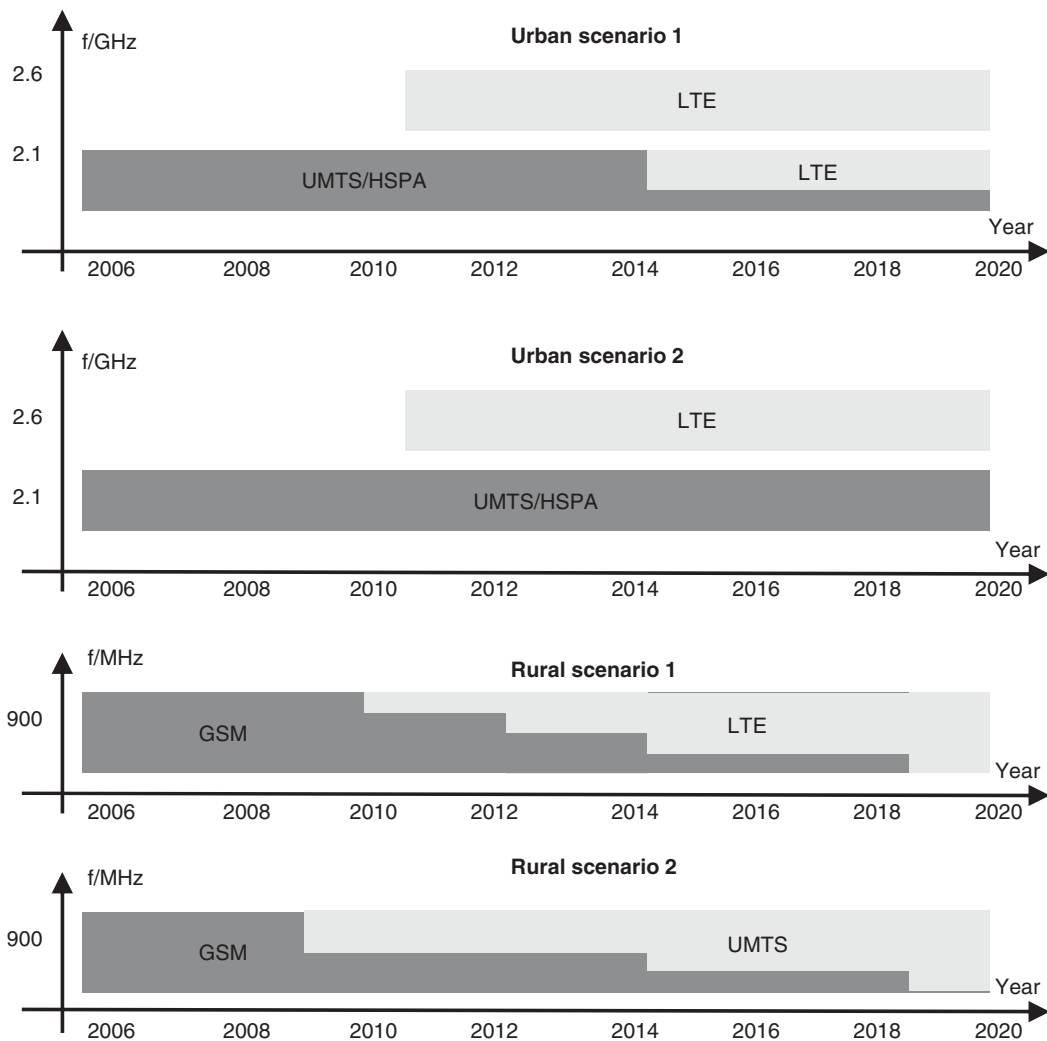 f/GHz
Urban scenario 1
2.6
LTE
2.1
UMTS/HSPA
LTE
Year
2006 2008 2010 2012 2014 2016 2018 2020
f/GHz
Urban scenario 2
2.6
LTE
2.1
UMTS/HSPA
Year
2006 2008 2010 2012 2014 2016 2018 2020
f/MHz
Rural scenario 1
900
GSM
LTE
Year
2006 2008 2010 2012 2014 2016 2018 2020
f/MHz
Rural scenario 2
900
GSM
UMTS
Year
2006 2008 2010 2012 2014 2016 2018 2020